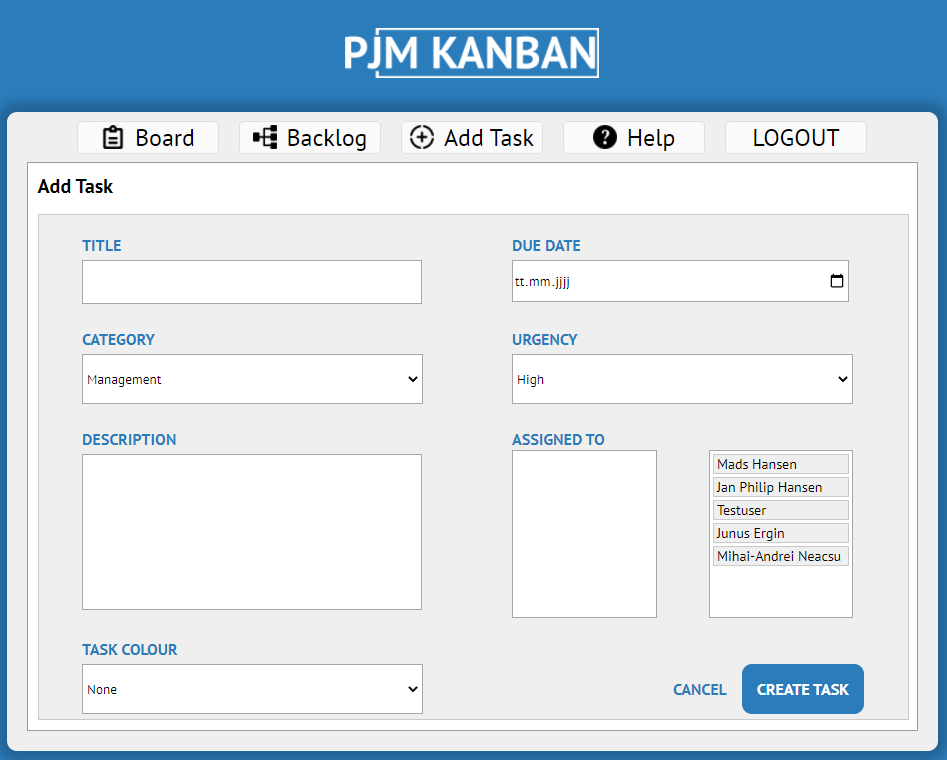 PJM KANBAN
Board Backlog Add Task Help LOGOUT
Add Task
TITLE
DUE DATE
tt.mm.jjjj
CATEGORY
Management
URGENCY
High
DESCRIPTION
ASSIGNED TO
Mads Hansen
Jan Philip Hansen
Testuser
Junus Ergin
Mihai-Andrei Neacsu
TASK COLOUR
None
CANCEL
CREATE TASK